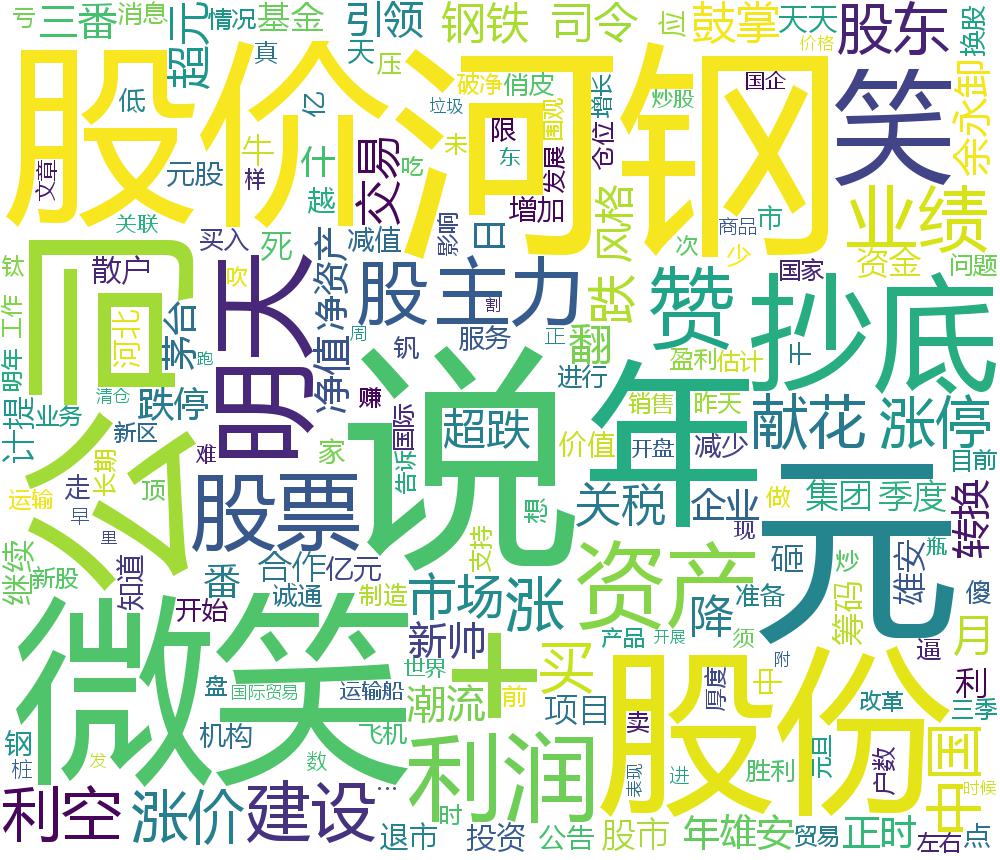 亏
三番
消息
超元
情况
基金
引领
钢铁
司令
位
鼓掌
天天
价格
股东
换股
真
天
压
破净
俏皮
国企
炒股
股价
河钢
笑
余永卸
低
亿
垃圾
限
围观
增长
文章
元股
样
牛
什
交易
吃
未
东
发展
仓位
关联
越
增加
风格
业绩
买入
死
减值
影响
日
次
商品
市
少
资金
问题
钛
散户
吹
净资产
股
主力
割
跌
赞
国家
抄底
公司
河北
茅台
明天
净值
周
钒
服务
正
翻
盈利
估计
千
工作
明年
跑
清仓
跌停
赚
国际
说
超跌
进行
年
销售
昨天
献花
涨停
计提
业务
新区
难
家
告诉
价值
开盘
减少
目前
运输
走
长期
顶
股票
想
关税
企业
做
集团
季度
元
转换
早
里
支持
现
瓶
继续
新股
知道
番
合作
亿元
市场
涨
资产
砸
炒
雄安
傻
诚通
制造
降
准备
筹码
开始
微笑
新帅
十
买
产品
开展
须
月
逼
世界
潮流
前
股份
附
中
厚度
利
盘
国际贸易
运输船
项目
改革
三季
钢
机构
飞机
利润
卖
元旦
户数
中国
桩
发
数
表现
进
胜利
时候
利空
涨价
建设
…
时
退市
投资
公告
股市
年雄安
贸易
正时
左右
点